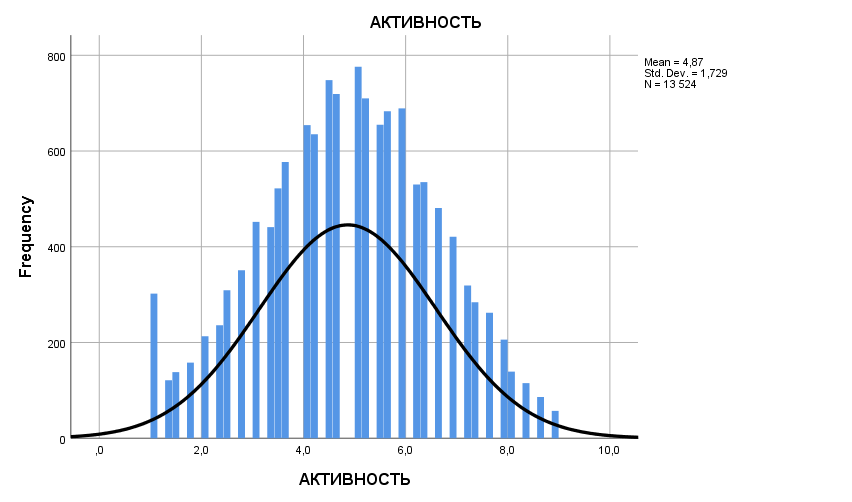 АКТИВНОСТЬ
Mean = 4,87
Std. Dev. = 1,729
N = 13 524
Frequency
800
600
400
200
0
,0
2,0
4,0
6,0
8,0
10,0
АКТИВНОСТЬ